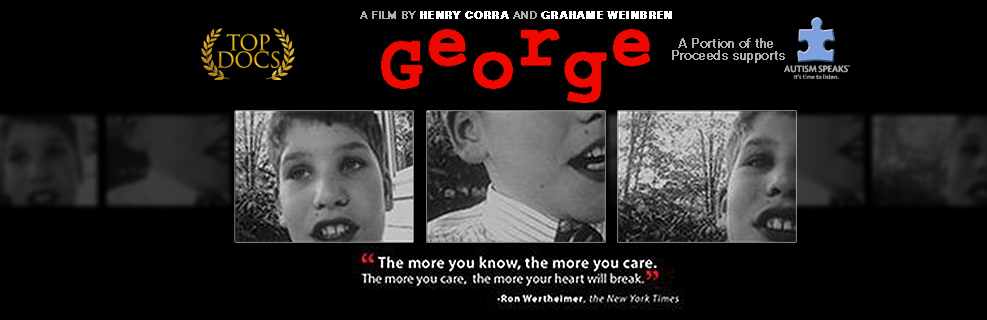 A FILM BY HENRY CORRA AND GRAHAME WEINBREN
TOP
DOCS
George
A Portion of the
Proceeds supports
AUTISM SPEAKS
It's time to listen.
“The more you know, the more you care.
The more you care, the more your heart will break.”
-Ron Wertheimer, the New York Times